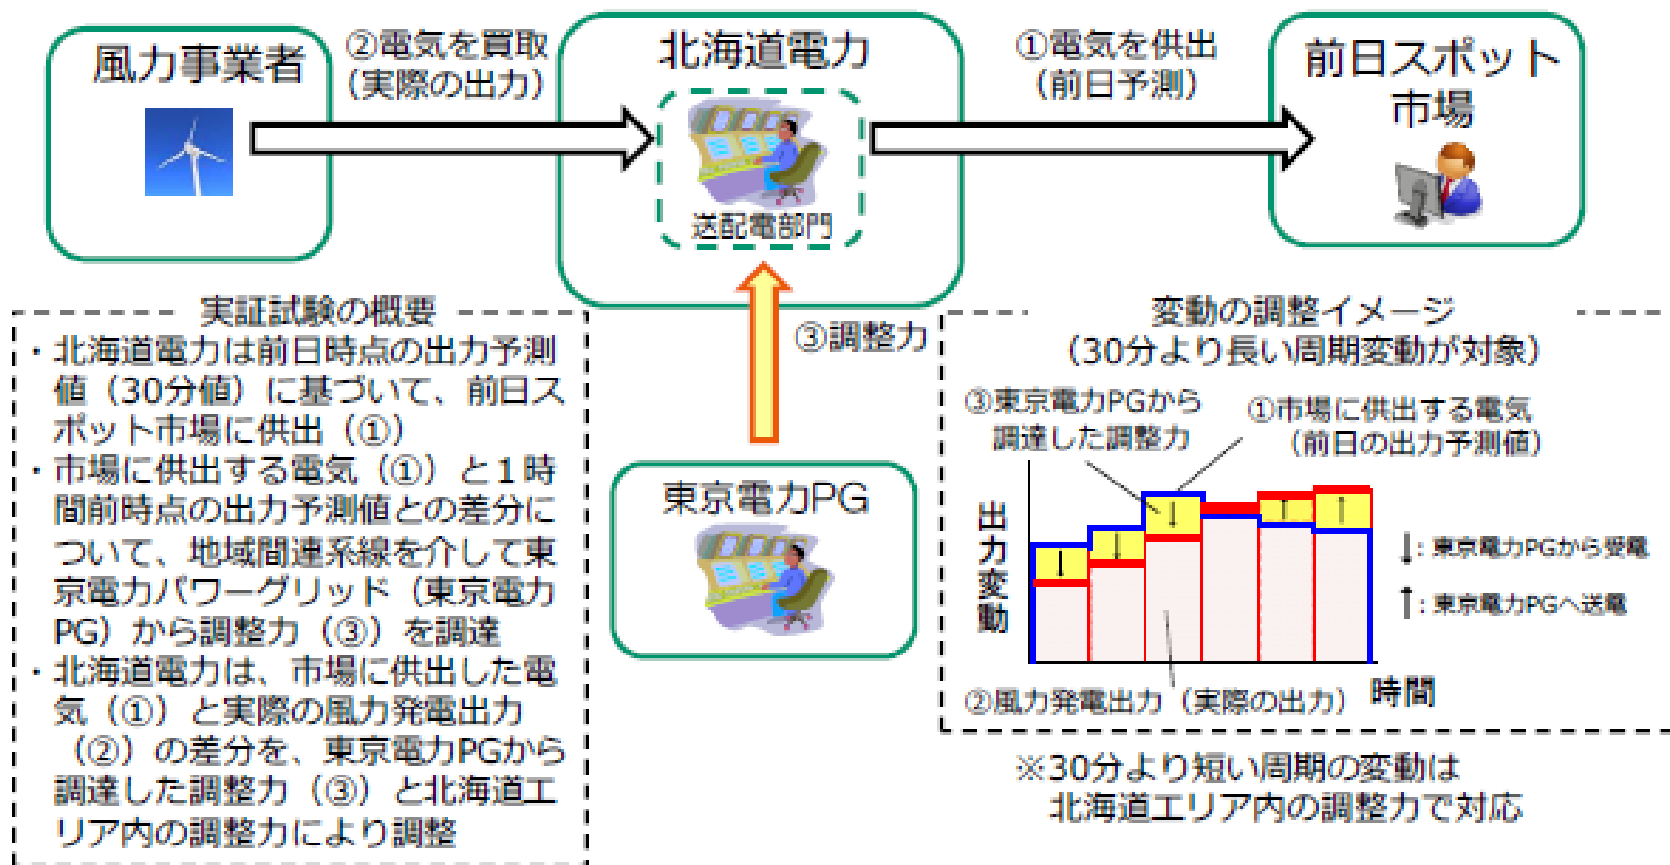 風力事業者
②電気を買取
（実際の出力）
北海道電力
送配電部門
①電気を供出
（前日予測）
前日スポット
市場
③調整力
東京電力PG
実証試験の概要
・北海道電力は前日時点の出力予測
値（30分値）に基づいて、前日ス
ポット市場に供出（①）
・市場に供出する電気（①）と１時
間前時点の出力予測値との差分に
ついて、地域間連系線を介して東
京電力パワーグリッド（東京電力
PG）から調整力（③）を調達
・北海道電力は、市場に供出した電
気（①）と実際の風力発電出力
（②）の差分を、東京電力PGから
調達した調整力（③）と北海道エ
リア内の調整力により調整
変動の調整イメージ
（30分より長い周期変動が対象）
③東京電力PGから
調達した調整力
①市場に供出する電気
（前日の出力予測値）
出力変動
↓：東京電力PGから受電
↑：東京電力PGへ送電
時間
②風力発電出力（実際の出力）
※30分より短い周期の変動は
北海道エリア内の調整力で対応